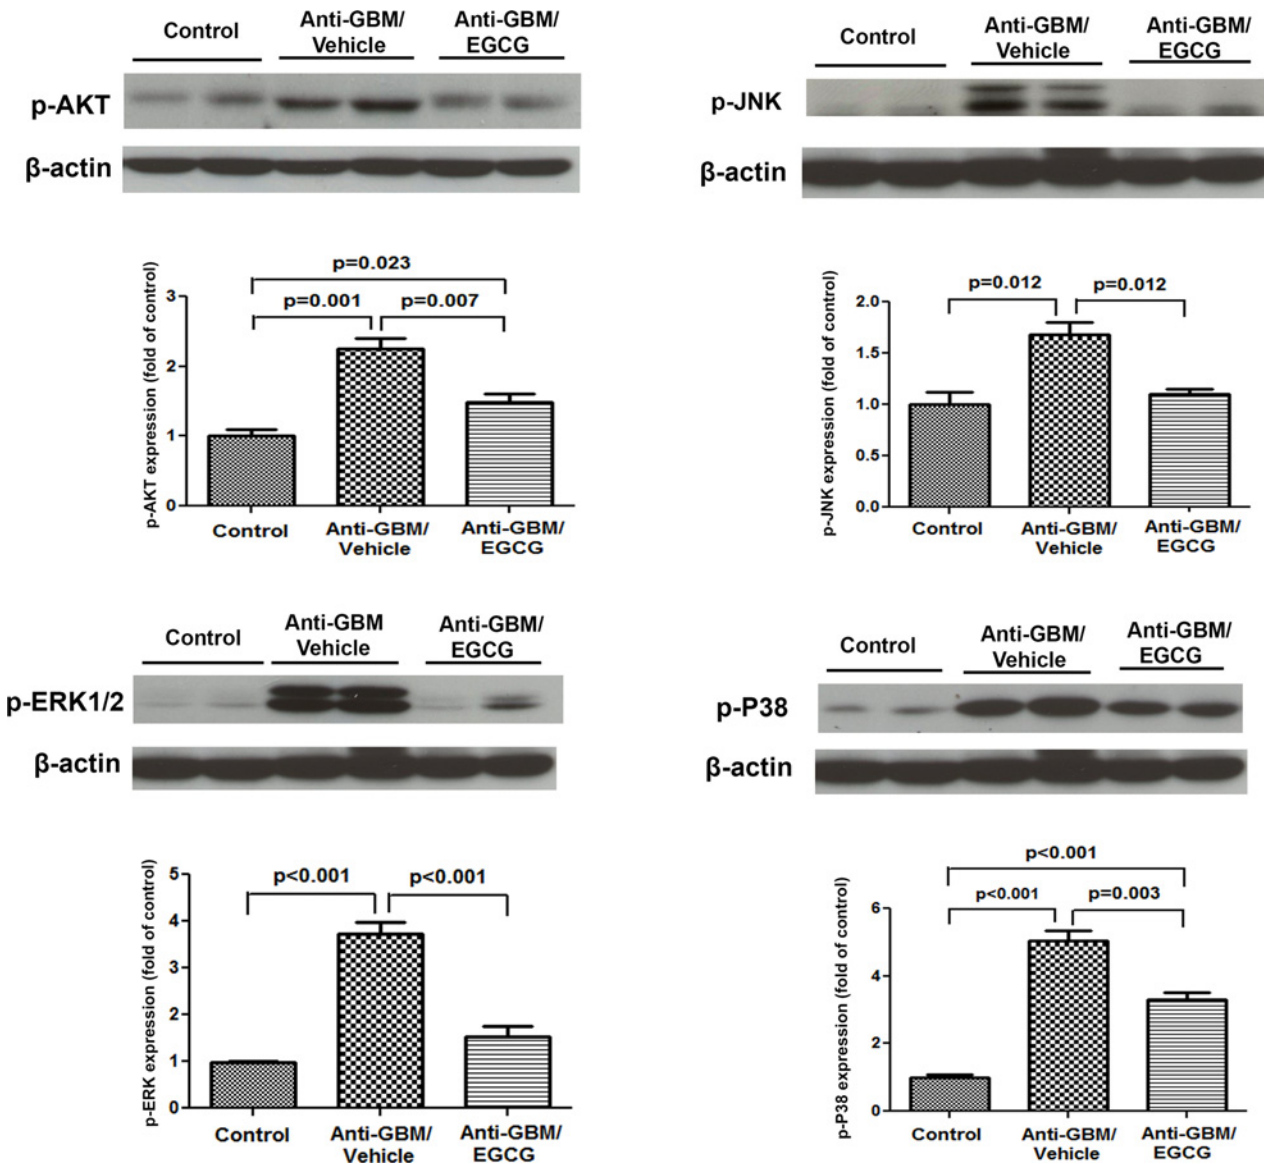 Control
Anti-GBM/
Vehicle
Anti-GBM/
EGCG
p-AKT
β-actin
p-AKT expression (fold of control)
p=0.023
p=0.001
p=0.007
3
2
1
0
Control
Anti-GBM/
Vehicle
Anti-GBM/
EGCG
Control
Anti-GBM/
Vehicle
Anti-GBM/
EGCG
p-JNK
β-actin
p-JNK expression (fold of control)
p=0.012
p=0.012
2.0
1.5
1.0
0.5
0.0
Control
Anti-GBM/
Vehicle
Anti-GBM/
EGCG
Control
Anti-GBM
Vehicle
Anti-GBM/
EGCG
p-ERK1/2
β-actin
p-ERK expression (fold of control)
p<0.001
p<0.001
5
4
3
2
1
0
Control
Anti-GBM/
Vehicle
Anti-GBM/
EGCG
Control
Anti-GBM/
Vehicle
Anti-GBM/
EGCG
p-P38
β-actin
p-P38 expression (fold of control)
p<0.001
p<0.001
p=0.003
6
4
2
0
Control
Anti-GBM/
Vehicle
Anti-GBM/
EGCG